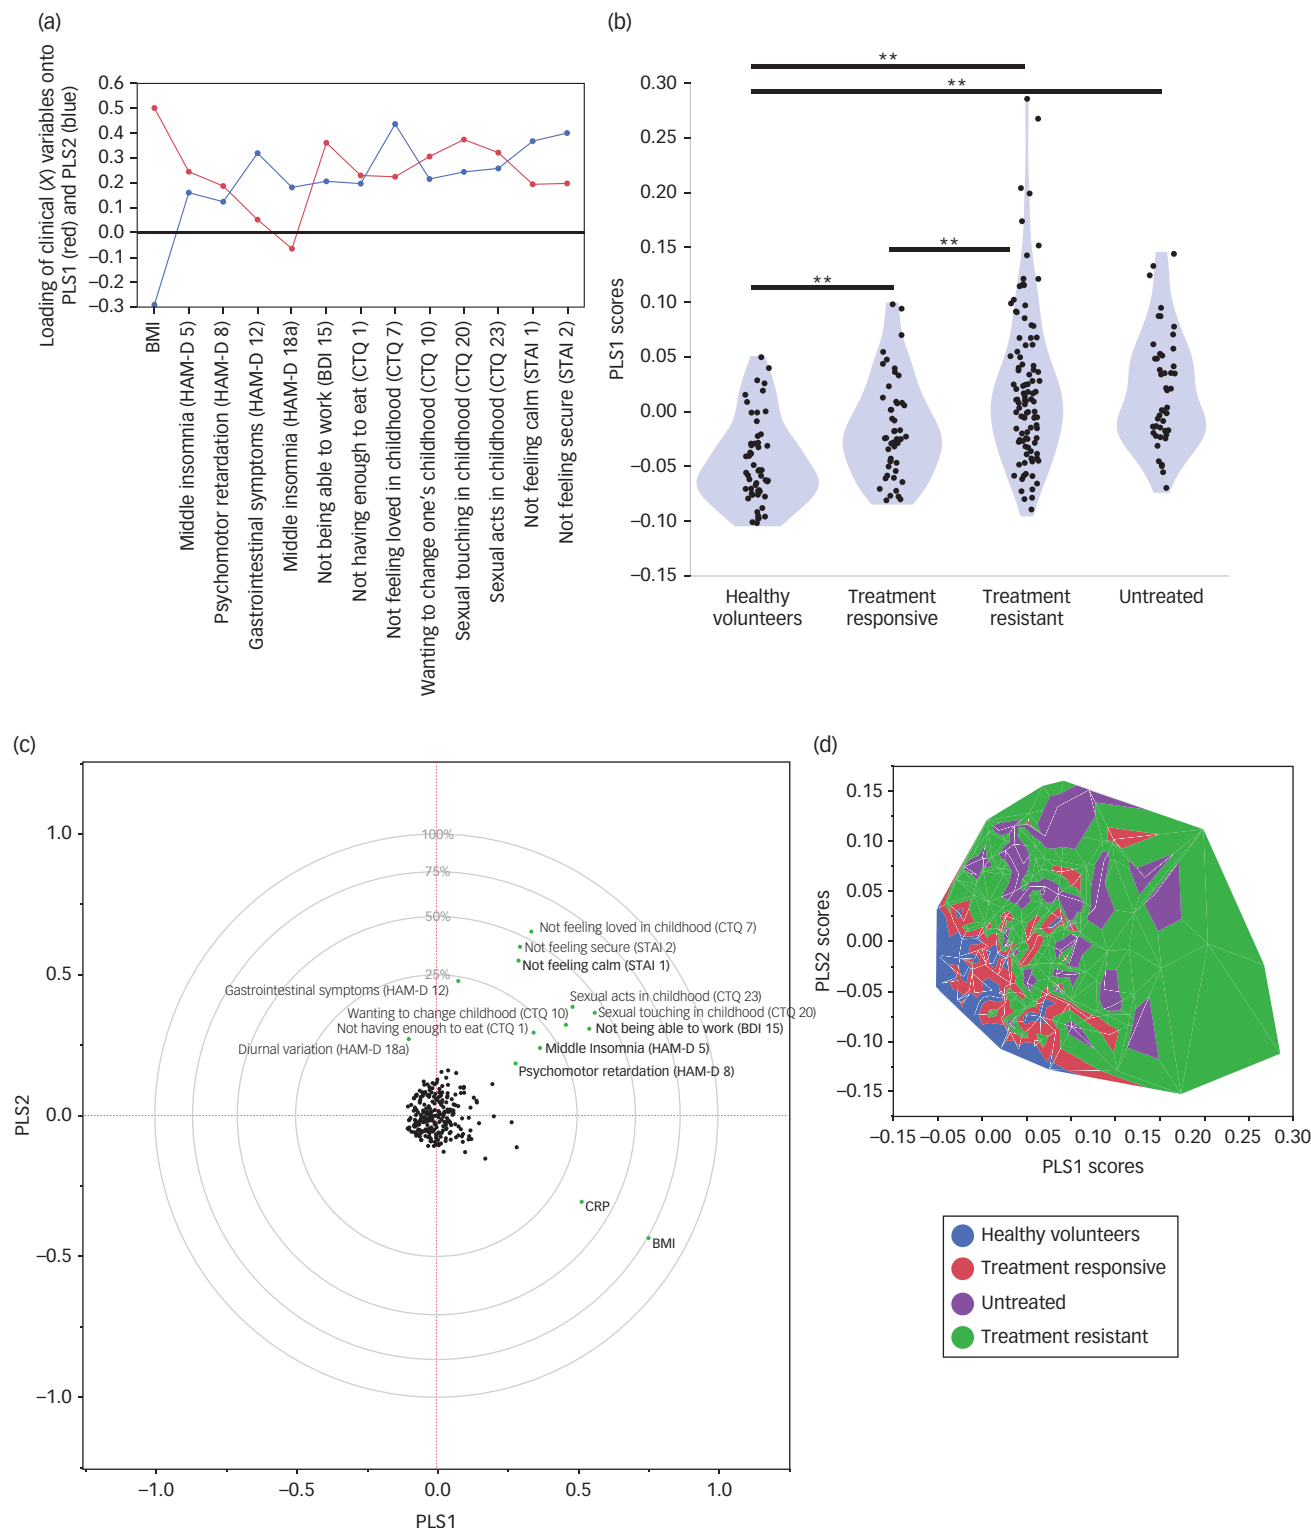 (a)
Loading of clinical (X) variables onto
PLS1 (red) and PLS2 (blue)
0.6
0.5
0.4
0.3
0.2
0.1
0.0
–0.1
–0.2
–0.3
BMI
Middle insomnia (HAM-D 5)
Psychomotor retardation (HAM-D 8)
Gastrointestinal symptoms (HAM-D 12)
Middle insomnia (HAM-D 18a)
Not being able to work (BDI 15)
Not having enough to eat (CTQ 1)
Not feeling loved in childhood (CTQ 7)
Wanting to change one's childhood (CTQ 10)
Sexual touching in childhood (CTQ 20)
Sexual acts in childhood (CTQ 23)
Not feeling calm (STAI 1)
Not feeling secure (STAI 2)
(b)
PLS1 scores
0.30
0.25
0.20
0.15
0.10
0.05
0.00
–0.05
–0.10
–0.15
**
**
**
**
Healthy
volunteers
Treatment
responsive
Treatment
resistant
Untreated
(c)
PLS2
1.0
0.5
0.0
–0.5
–1.0
100%
75%
50%
25%
Not feeling loved in childhood (CTQ 7)
Not feeling secure (STAI 2)
Not feeling calm (STAI 1)
Gastrointestinal symptoms (HAM-D 12)
Sexual acts in childhood (CTQ 23)
Wanting to change childhood (CTQ 10)
Sexual touching in childhood (CTQ 20)
Not having enough to eat (CTQ 1)
Not being able to work (BDI 15)
Diurnal variation (HAM-D 18a)
Middle Insomnia (HAM-D 5)
Psychomotor retardation (HAM-D 8)
CRP
BMI
–1.0
–0.5
0.0
0.5
1.0
PLS1
(d)
PLS2 scores
0.15
0.10
0.05
0.00
–0.05
–0.10
–0.15
–0.15 –0.05 0.00 0.05 0.10 0.15 0.20 0.25 0.30
PLS1 scores
Healthy volunteers
Treatment responsive
Untreated
Treatment resistant